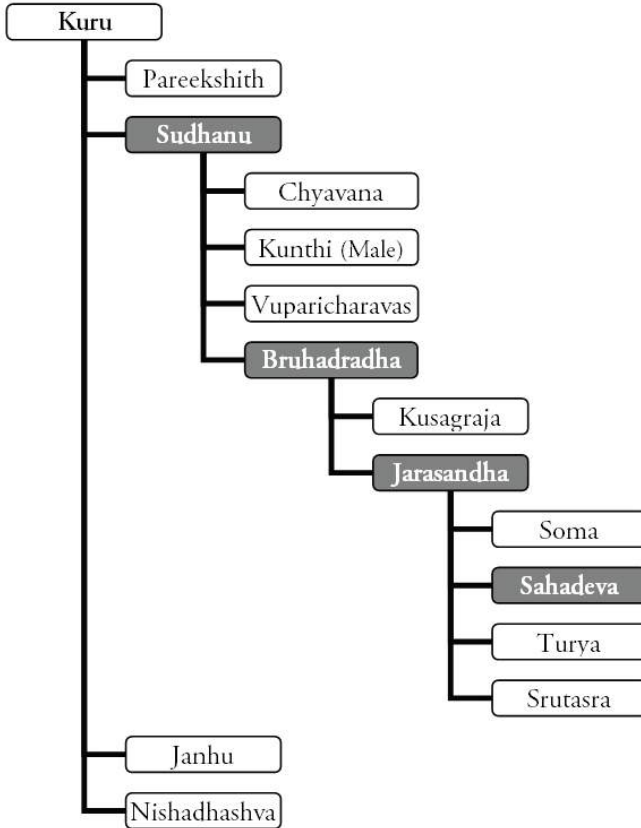 Kuru
Pareekshith
Sudhanu
Chyavana
Kunthi (Male)
Vuparicharavas
Bruhadradha
Kusagraja
Jarasandha
Soma
Sahadeva
Turya
Srutasra
Janhu
Nishadhashva